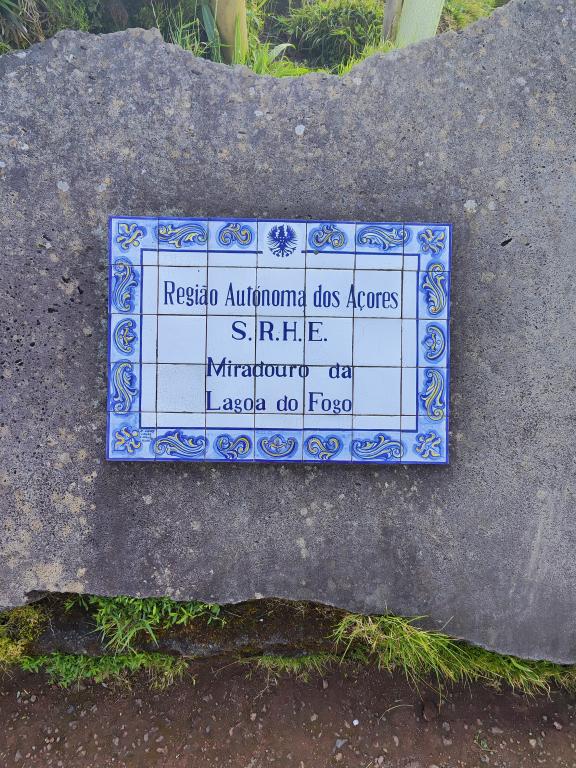 Região Autónoma dos Açores
S.R.H.E.
Miradouro da
Lagoa do Fogo